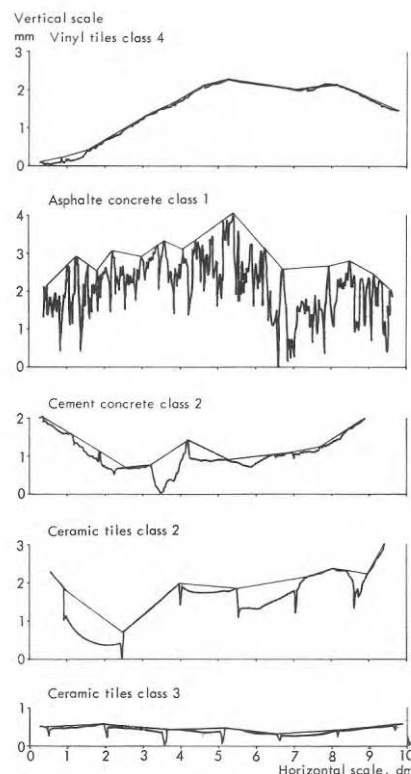 Vertical scale
mm Vinyl tiles class 4
3
2
1
0
Asphalte concrete class 1
4
3
2
1
0
Cement concrete class 2
2
1
0
Ceramic tiles class 2
3
2
1
0
Ceramic tiles class 3
1
0
0 1 2 3 4 5 6 7 8 9 10
Horizontal scale, dm